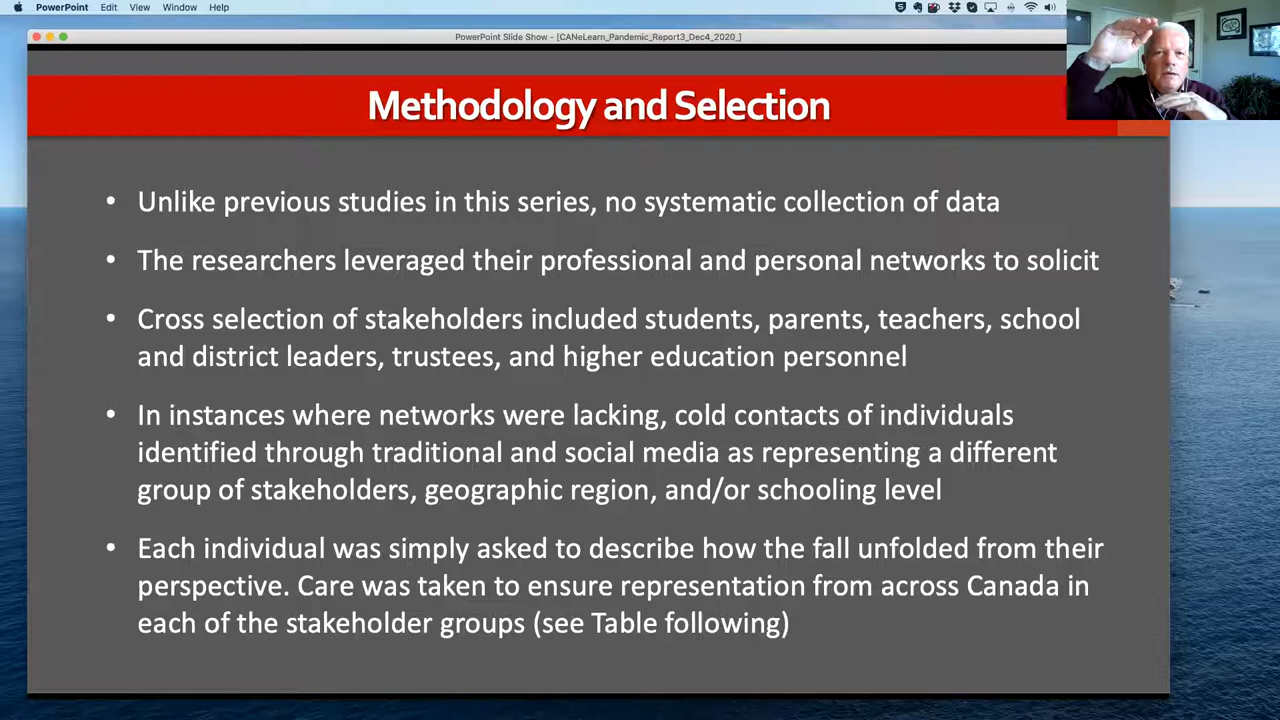 PowerPoint Edit View Window Help
PowerPoint Slide Show - [CANeLearn_Pandemic_Report3_Dec4_2020_]
Methodology and Selection
• Unlike previous studies in this series, no systematic collection of data
• The researchers leveraged their professional and personal networks to solicit
• Cross selection of stakeholders included students, parents, teachers, school
and district leaders, trustees, and higher education personnel
• In instances where networks were lacking, cold contacts of individuals
identified through traditional and social media as representing a different
group of stakeholders, geographic region, and/or schooling level
• Each individual was simply asked to describe how the fall unfolded from their
perspective. Care was taken to ensure representation from across Canada in
each of the stakeholder groups (see Table following)